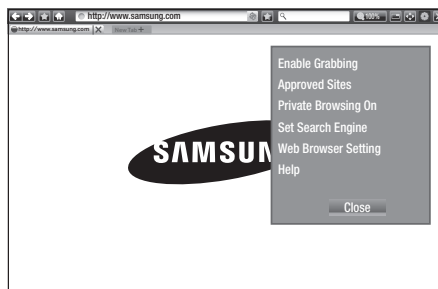 http://www.samsung.com
100%
http://www.samsung.com
New Tab
SAMSUN
Enable Grabbing
Approved Sites
Private Browsing On
Set Search Engine
Web Browser Setting
Help
Close